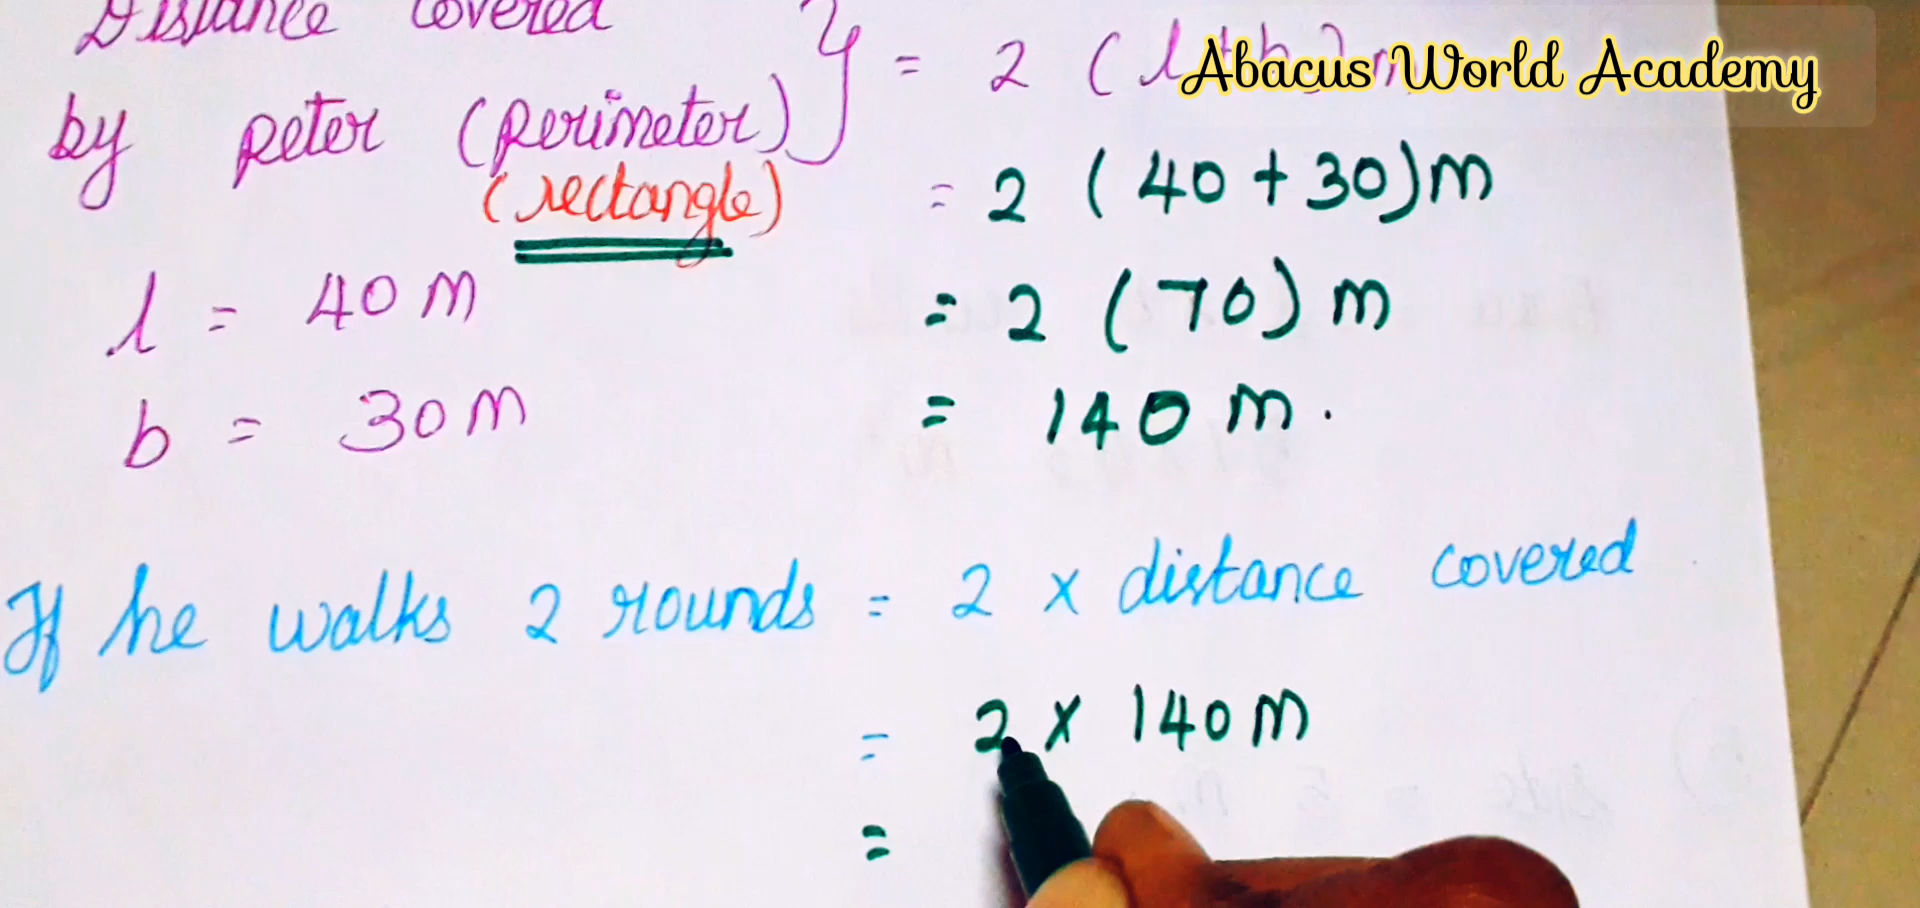 Distance covered
by peter (perimeter) } = 2 (l+b)m
Abacus World Academy
(rectangle) = 2 (40+30)m
l = 40 m = 2 (70) m
b = 30 m = 140 m.
If he walks 2 rounds = 2 x distance covered
= 2 x 140 m
=